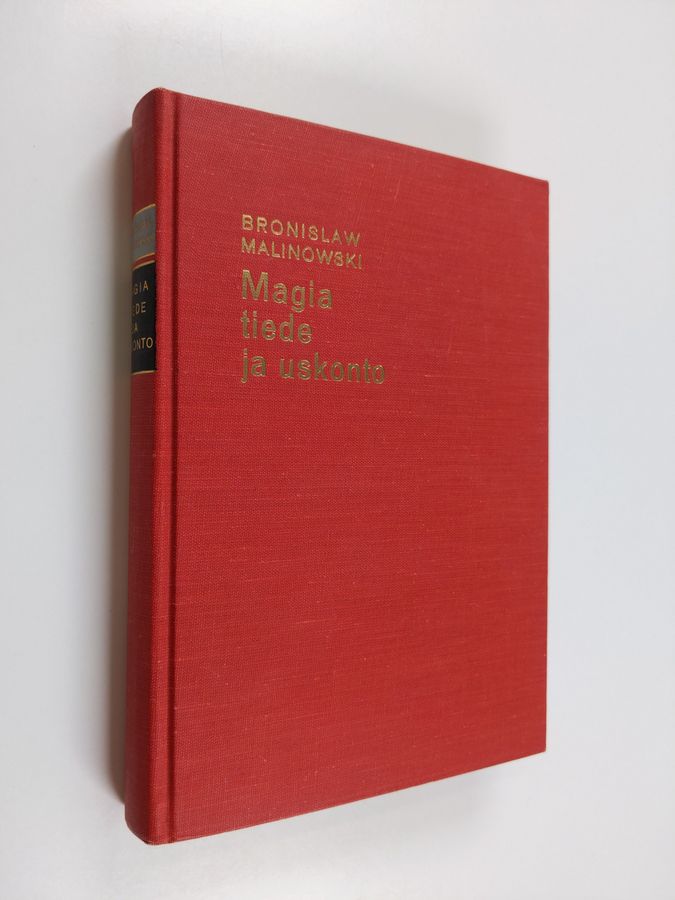 BRONISLAW
MALINOWSKI
Magia
tiede
ja uskonto